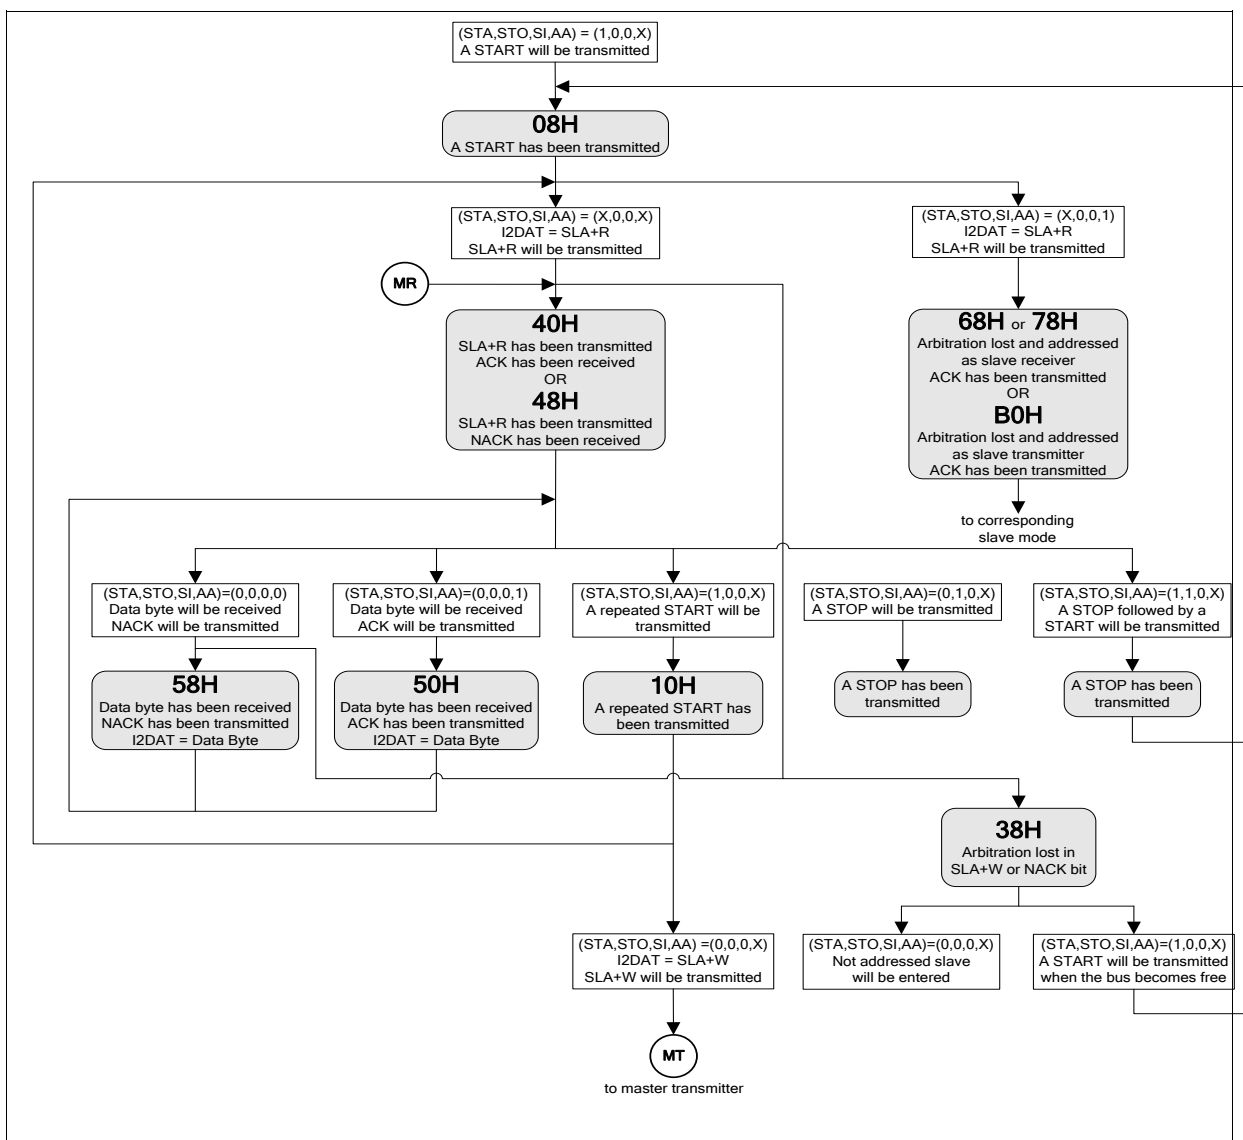 (STA,STO,SI,AA) = (1,0,0,X)
A START will be transmitted
08H
A START has been transmitted
(STA,STO,SI,AA) = (X,0,0,X)
I2DAT = SLA+R
SLA+R will be transmitted
(STA,STO,SI,AA) = (X,0,0,1)
I2DAT = SLA+R
SLA+R will be transmitted
MR
40H
SLA+R has been transmitted
ACK has been received
OR
48H
SLA+R has been transmitted
NACK has been received
68H or 78H
Arbitration lost and addressed
as slave receiver
ACK has been transmitted
OR
B0H
Arbitration lost and addressed
as slave transmitter
ACK has been transmitted
to corresponding
slave mode
(STA,STO,SI,AA)=(0,0,0,0)
Data byte will be received
NACK will be transmitted
(STA,STO,SI,AA)=(0,0,0,1)
Data byte will be received
ACK will be transmitted
(STA,STO,SI,AA)=(1,0,0,X)
A repeated START will be
transmitted
(STA,STO,SI,AA)=(0,1,0,X)
A STOP will be transmitted
(STA,STO,SI,AA)=(1,1,0,X)
A STOP followed by a
START will be transmitted
58H
Data byte has been received
NACK has been transmitted
I2DAT = Data Byte
50H
Data byte has been received
ACK has been transmitted
I2DAT = Data Byte
10H
A repeated START has
been transmitted
A STOP has been
transmitted
A STOP has been
transmitted
38H
Arbitration lost in
SLA+W or NACK bit
(STA,STO,SI,AA) =(0,0,0,X)
I2DAT = SLA+W
SLA+W will be transmitted
(STA,STO,SI,AA)=(0,0,0,X)
Not addressed slave
will be entered
(STA,STO,SI,AA)=(1,0,0,X)
A START will be transmitted
when the bus becomes free
MT
to master transmitter